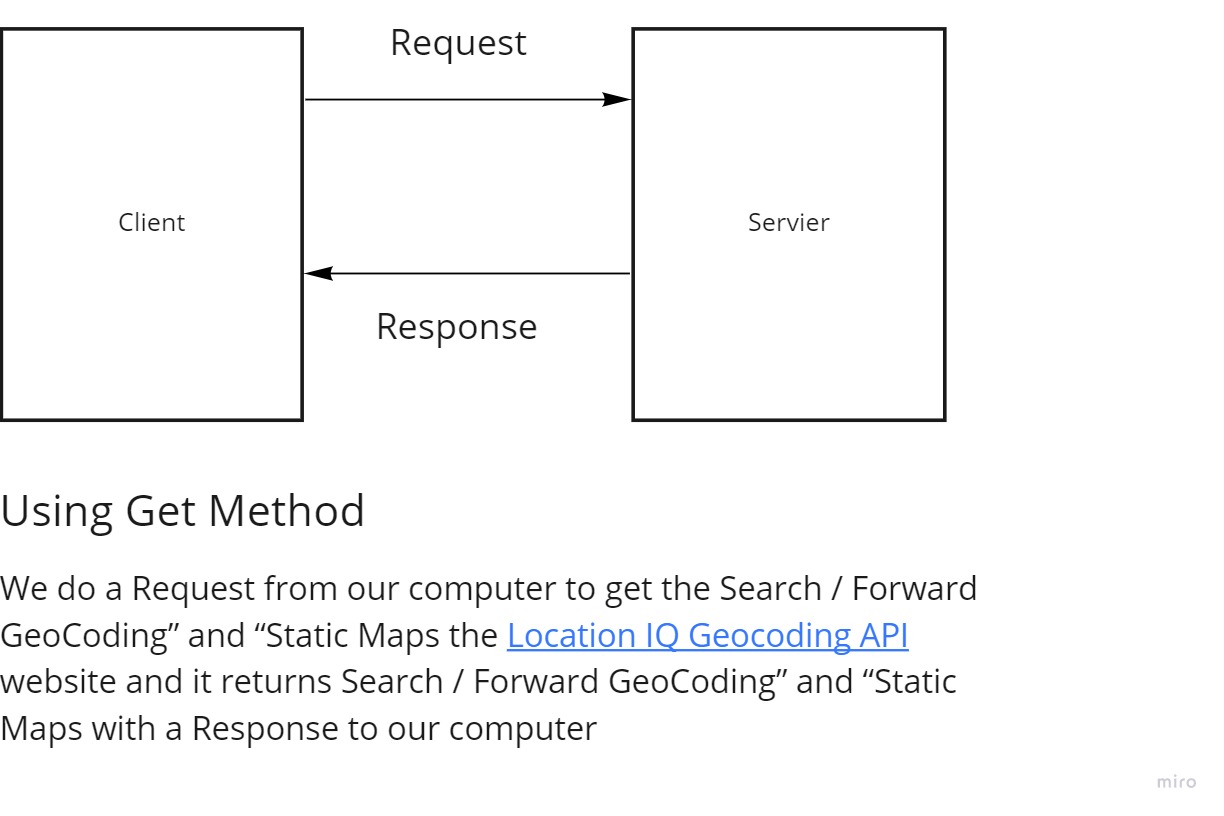 Request
Client
Servier
Response
Using Get Method
We do a Request from our computer to get the Search / Forward
GeoCoding” and “Static Maps the Location IQ Geocoding API
website and it returns Search / Forward GeoCoding” and “Static
Maps with a Response to our computer
miro